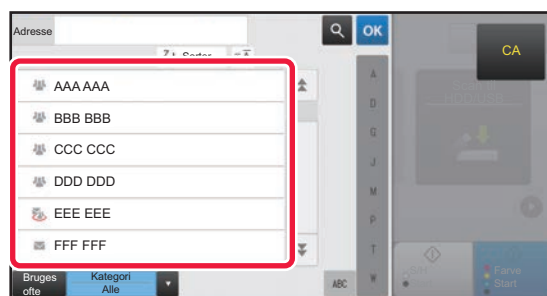 Adresse
OK
CA
Sorter
AAA AAA
BBB BBB
CCC CCC
DDD DDD
EEE EEE
FFF FFF
A
D
G
J
M
P
T
W
ABC
Bruges
ofte
Kategori
Alle
Farve
Start